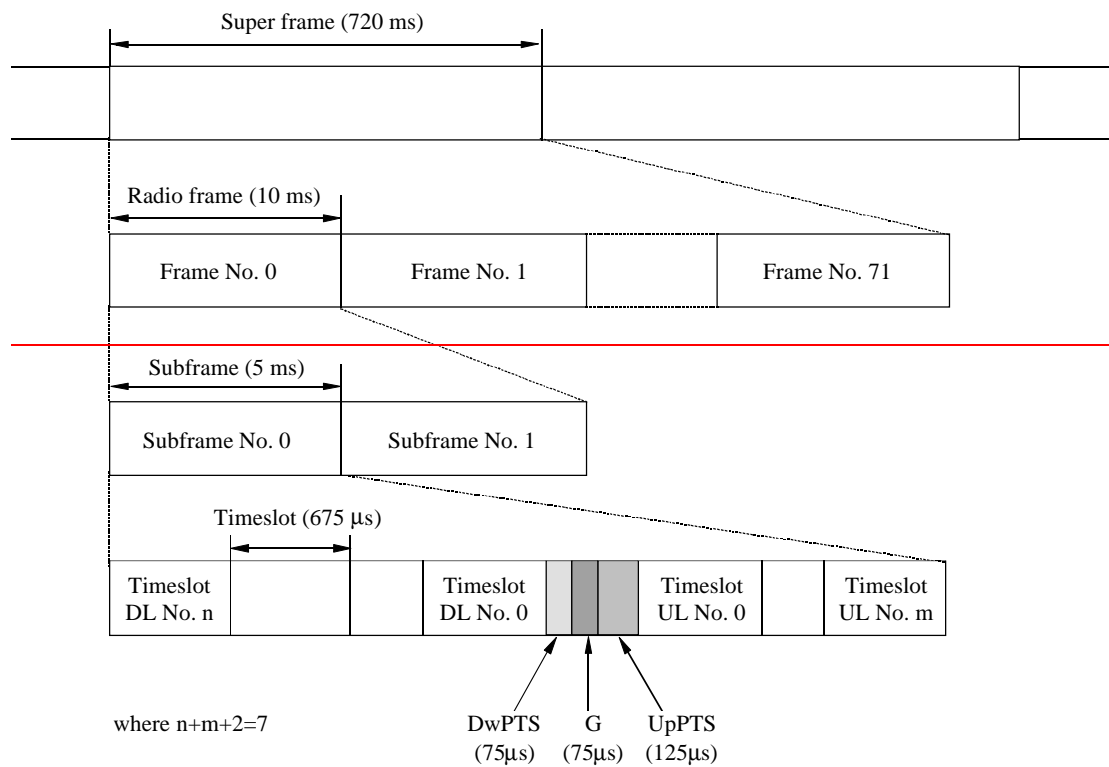 Super frame (720 ms)
Radio frame (10 ms)
Frame No. 0
Frame No. 1
Frame No. 71
Subframe (5 ms)
Subframe No. 0
Subframe No. 1
Timeslot (675 µs)
Timeslot
DL No. n
Timeslot
DL No. 0
Timeslot
UL No. 0
Timeslot
UL No. m
where n+m+2=7
DwPTS
(75µs)
G
(75µs)
UpPTS
(125µs)